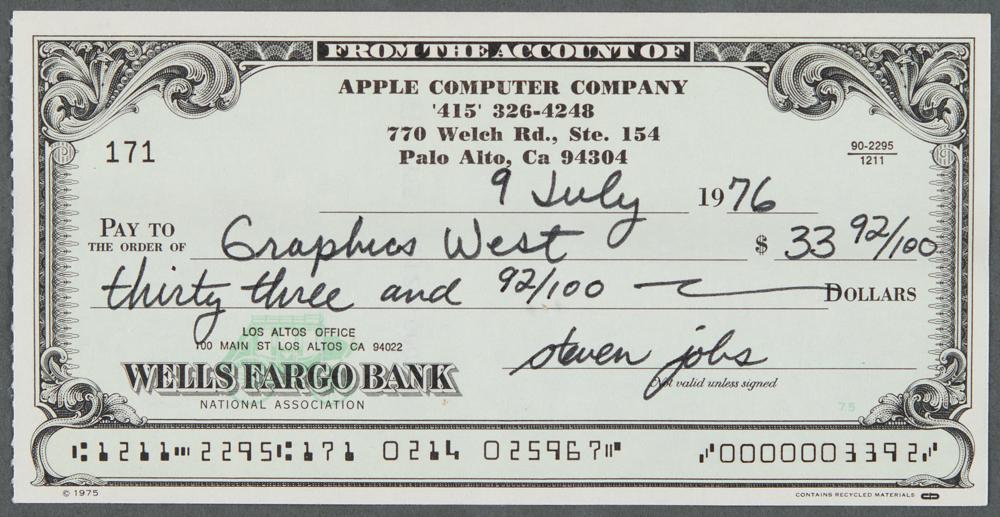 FROM THE ACCOUNT OF
APPLE COMPUTER COMPANY
'415' 326-4248
770 Welch Rd., Ste. 154
Palo Alto, Ca 94304
171
90-2295
1211
9 July 1976
PAY TO
THE ORDER OF Graphics West $ 33 92/100
thirty three and 92/100 DOLLARS
LOS ALTOS OFFICE
100 MAIN ST LOS ALTOS CA 94022
WELLS FARGO BANK
NATIONAL ASSOCIATION
steven jobs
Not valid unless signed
75
⑆1211⑉2295⑆171 0214 025967⑈ ⑇0000003392⑇
© 1975
CONTAINS RECYCLED MATERIALS